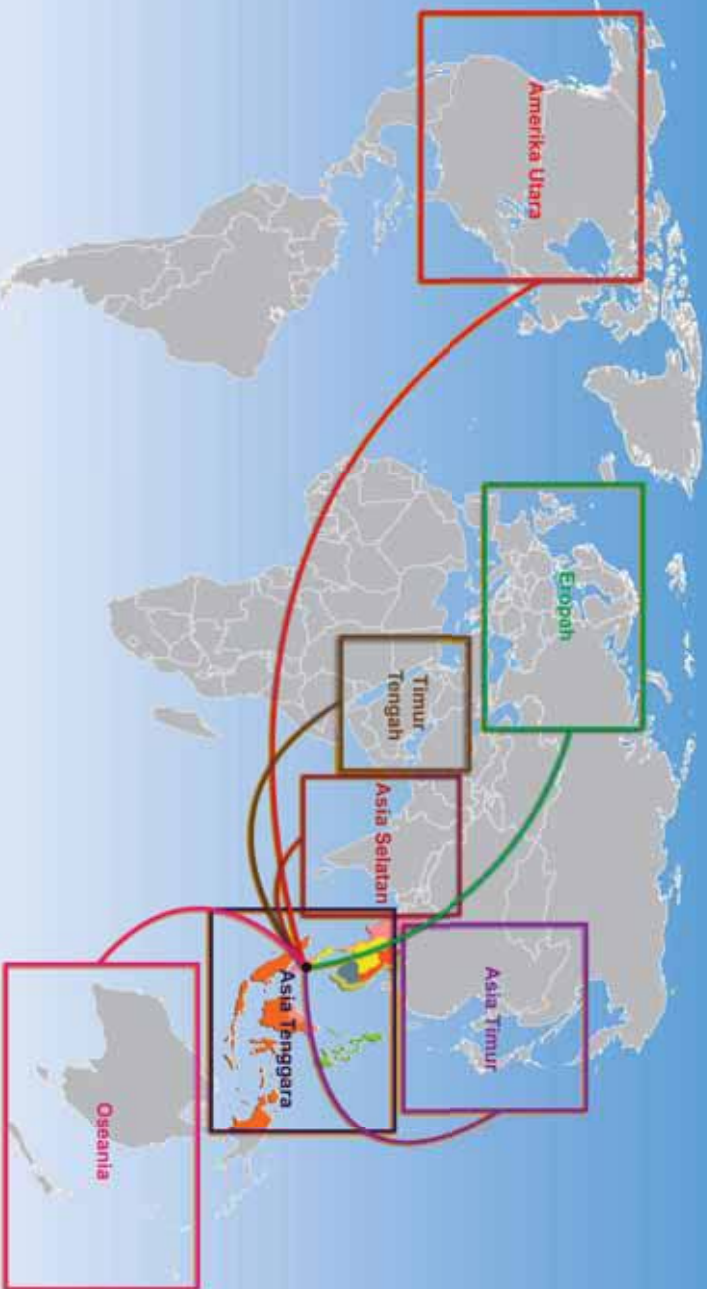 Amerika Utara
Eropah
Timur
Tengah
Asia Selatan
Asia Timur
Asia Tenggara
Oseania